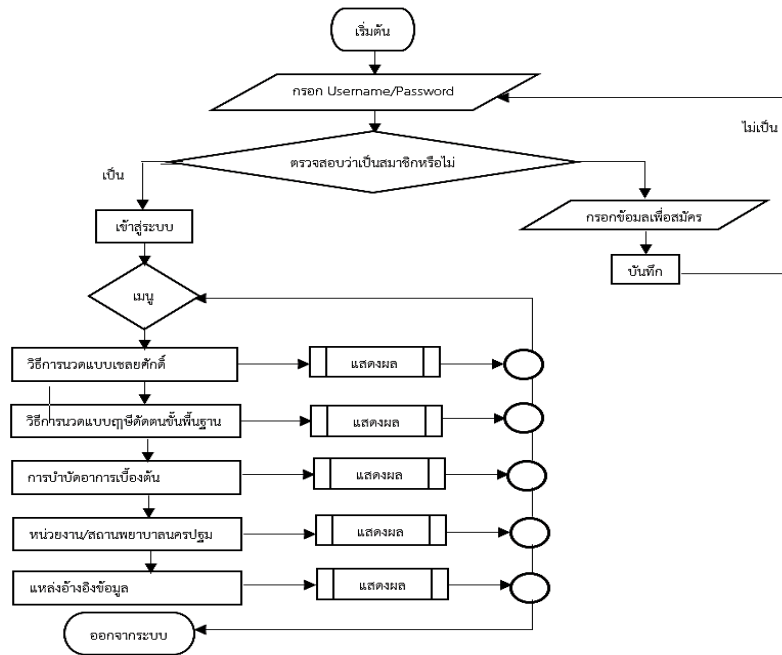 เริ่มต้น
กรอก Username/Password
ไม่เป็น
ตรวจสอบว่าเป็นสมาชิกหรือไม่
เป็น
กรอกข้อมลเพื่อสมัคร
เข้าสู่ระบบ
บันทึก
เมนู
วิธีการนวดแบบเชลยศักดิ์
แสดงผล
วิธีการนวดแบบฤๅษีดัดตนขั้นพื้นฐาน
แสดงผล
การบำบัดอาการเบื้องต้น
แสดงผล
หน่วยงาน/สถานพยาบาลนครปฐม
แสดงผล
แหล่งอ้างอิงข้อมูล
แสดงผล
ออกจากระบบ